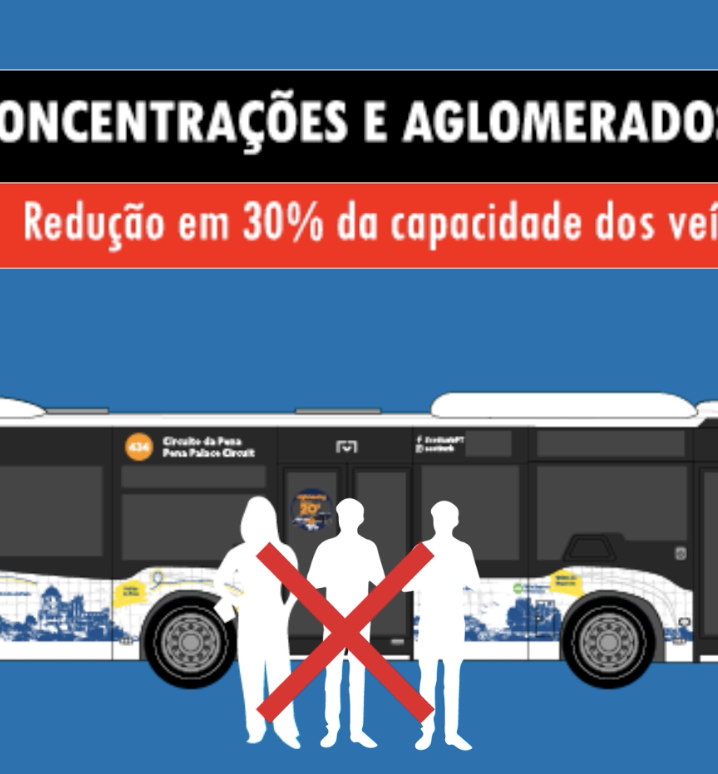 ONCENTRAÇÕES E AGLOMERADOS
Redução em 30% da capacidade dos veí
434
Circuito da Pena
Pena Palace Circuit